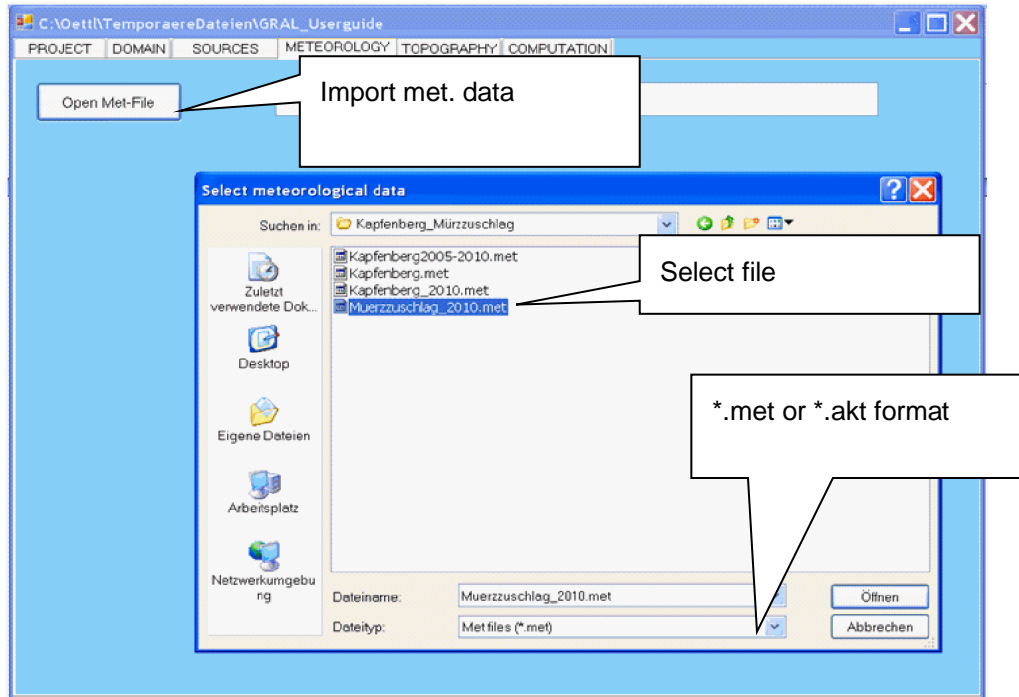 C:\Oettl\TemporaereDateien\GRAL_Userguide
PROJECT DOMAIN SOURCES METEOROLOGY TOPOGRAPHY COMPUTATION
Open Met-File
Import met. data
Select meteorological data
Suchen in: Kapfenberg_Mürzzuschlag
Kapfenberg2005-2010.met
Kapfenberg.met
Kapfenberg_2010.met
Muerzzuschlag_2010.met
Select file
Zuletzt
verwendete Dok...
Desktop
Eigene Dateien
Arbeitsplatz
Netzwerkumgebu
ng
*.met or *.akt format
Dateiname: Muerzzuschlag_2010.met Öffnen
Dateityp: Met files (*.met) Abbrechen